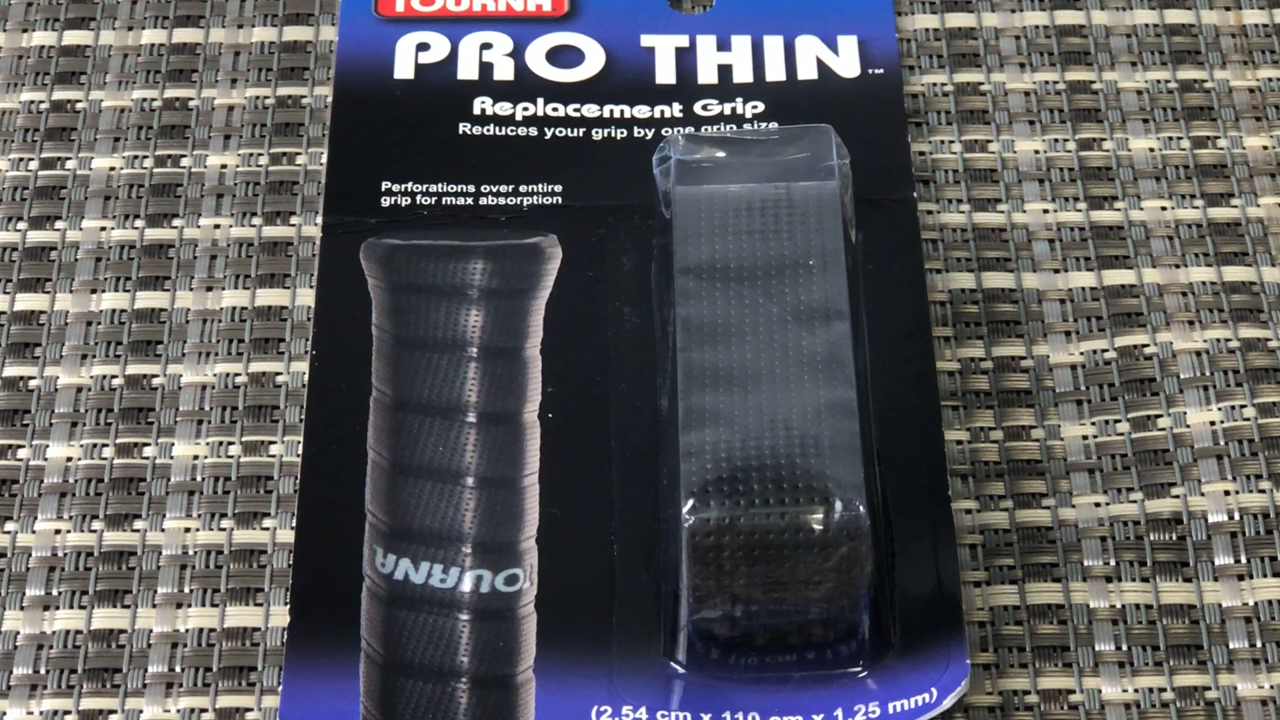 TOURNA
PRO THIN™
Replacement Grip
Reduces your grip by one grip size
Perforations over entire
grip for max absorption
TOURNA
(2.54 cm x 110 cm x 1.25 mm)